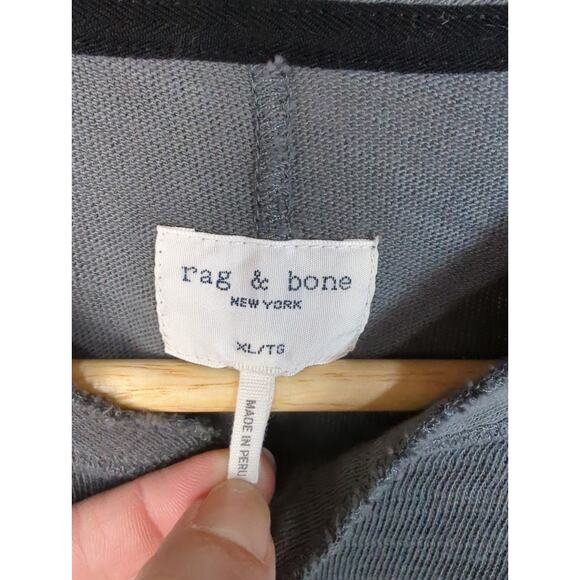 rag & bone
NEW YORK
XL/TG
MADE IN PERU